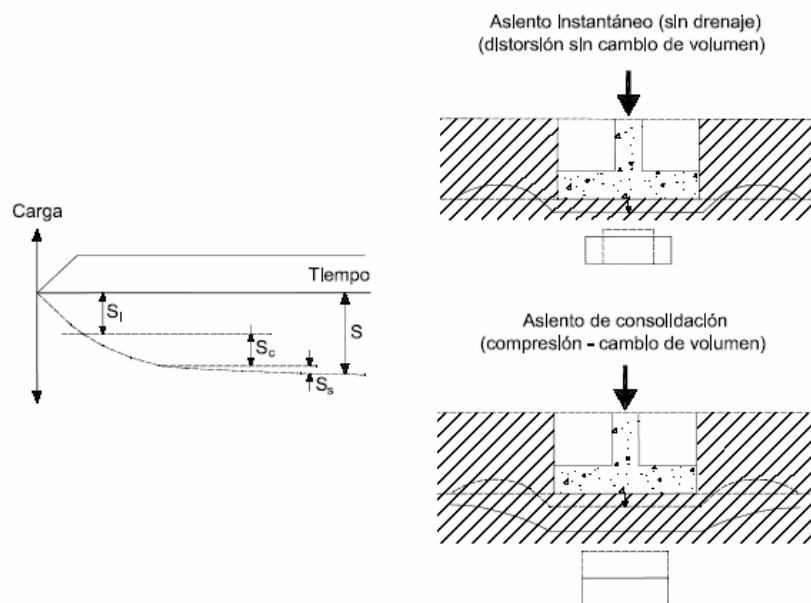 Asiento Instantáneo (sin drenaje)
(distorsión sin cambio de volumen)
Carga
Tiempo
Si
S
Sc
Ss
Asiento de consolidación
(compresión - cambio de volumen)